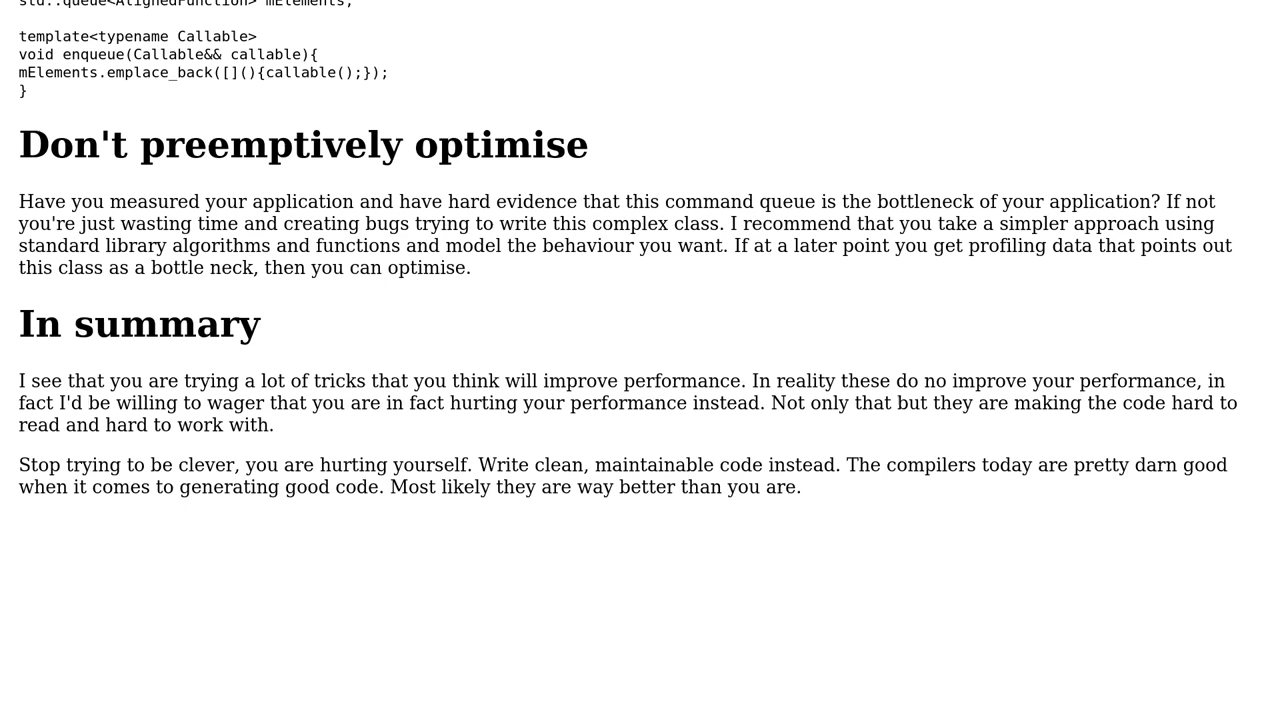 std::queue<AlignedFunction> mElements;
template<typename Callable>
void enqueue(Callable&& callable){
mElements.emplace_back([](){callable();});
}
Don't preemptively optimise
Have you measured your application and have hard evidence that this command queue is the bottleneck of your application? If not
you're just wasting time and creating bugs trying to write this complex class. I recommend that you take a simpler approach using
standard library algorithms and functions and model the behaviour you want. If at a later point you get profiling data that points out
this class as a bottle neck, then you can optimise.
In summary
I see that you are trying a lot of tricks that you think will improve performance. In reality these do no improve your performance, in
fact I'd be willing to wager that you are in fact hurting your performance instead. Not only that but they are making the code hard to
read and hard to work with.
Stop trying to be clever, you are hurting yourself. Write clean, maintainable code instead. The compilers today are pretty darn good
when it comes to generating good code. Most likely they are way better than you are.